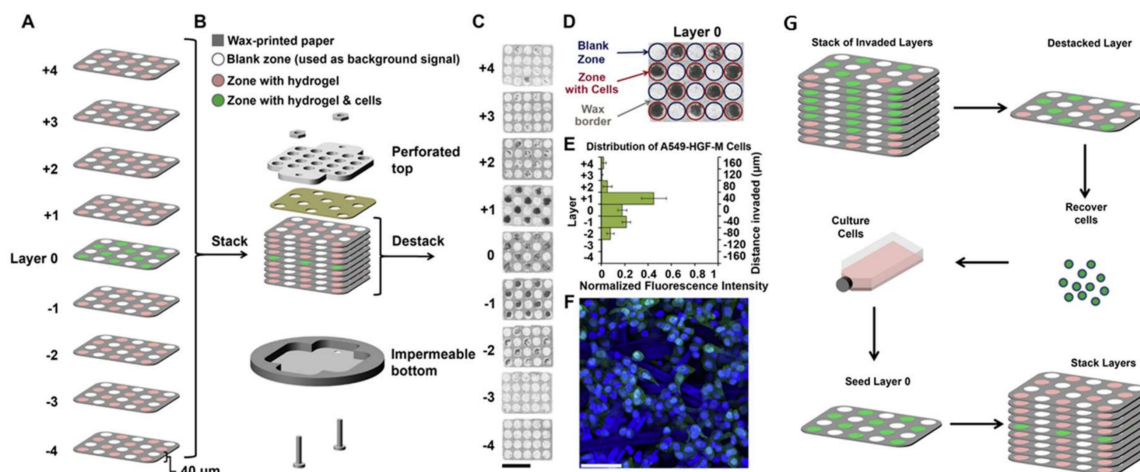 A
+4
+3
+2
+1
Layer 0
-1
-2
-3
-4
40 µm
B
Wax-printed paper
Blank zone (used as background signal)
Zone with hydrogel
Zone with hydrogel & cells
Perforated
top
Stack
Destack
Impermeable
bottom
C
+4
+3
+2
+1
0
-1
-2
-3
-4
D
Layer 0
Blank
Zone
Zone
with Cells
Wax
border
E
Distribution of A549-HGF-M Cells
Layer
+4
+3
+2
+1
0
-1
-2
-3
-4
160
120
80
40
0
-40
-80
-120
-160
Distance invaded (µm)
0 0.2 0.4 0.6 0.8 1
Normalized Fluorescence Intensity
F
G
Stack of Invaded Layers
Destacked Layer
Recover
cells
Culture
Cells
Seed Layer 0
Stack Layers